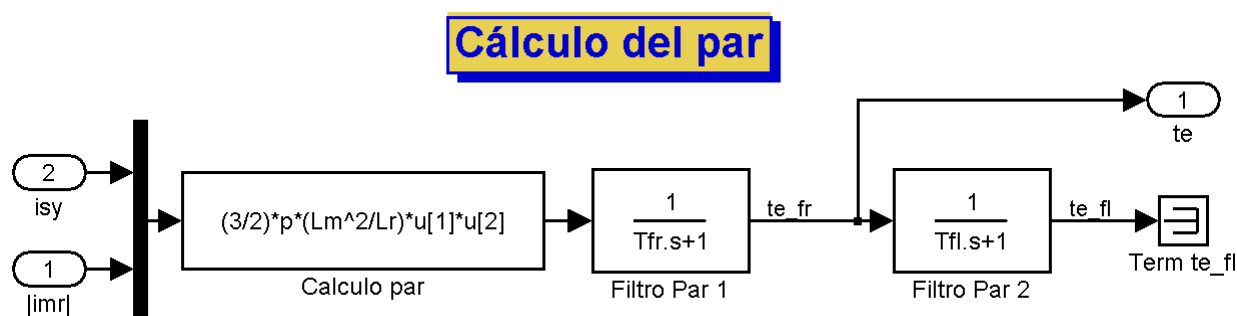 Cálculo del par
1
te
2
isy
1
|imr|
(3/2)*p*(Lm^2/Lr)*u[1]*u[2]
Calculo par
1
Tfr.s+1
Filtro Par 1
te_fr
1
Tfl.s+1
Filtro Par 2
te_fl
Term te_fl